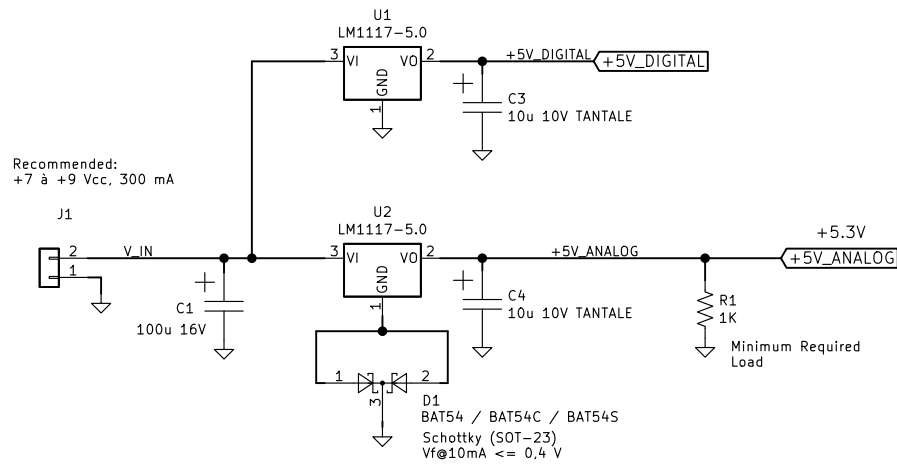 U1
LM1117-5.0
3
VI
VO
2
GND
1
+5V_DIGITAL
+5V_DIGITAL
C3
10u 10V TANTALE
Recommended:
+7 à +9 Vcc, 300 mA
J1
2
1
V_IN
C1
100u 16V
U2
LM1117-5.0
3
VI
VO
2
GND
1
+5V_ANALOG
+5.3V
+5V_ANALOG
C4
10u 10V TANTALE
R1
1K
Minimum Required
Load
1
2
3
D1
BAT54 / BAT54C / BAT54S
Schottky (SOT-23)
Vf@10mA <= 0,4 V